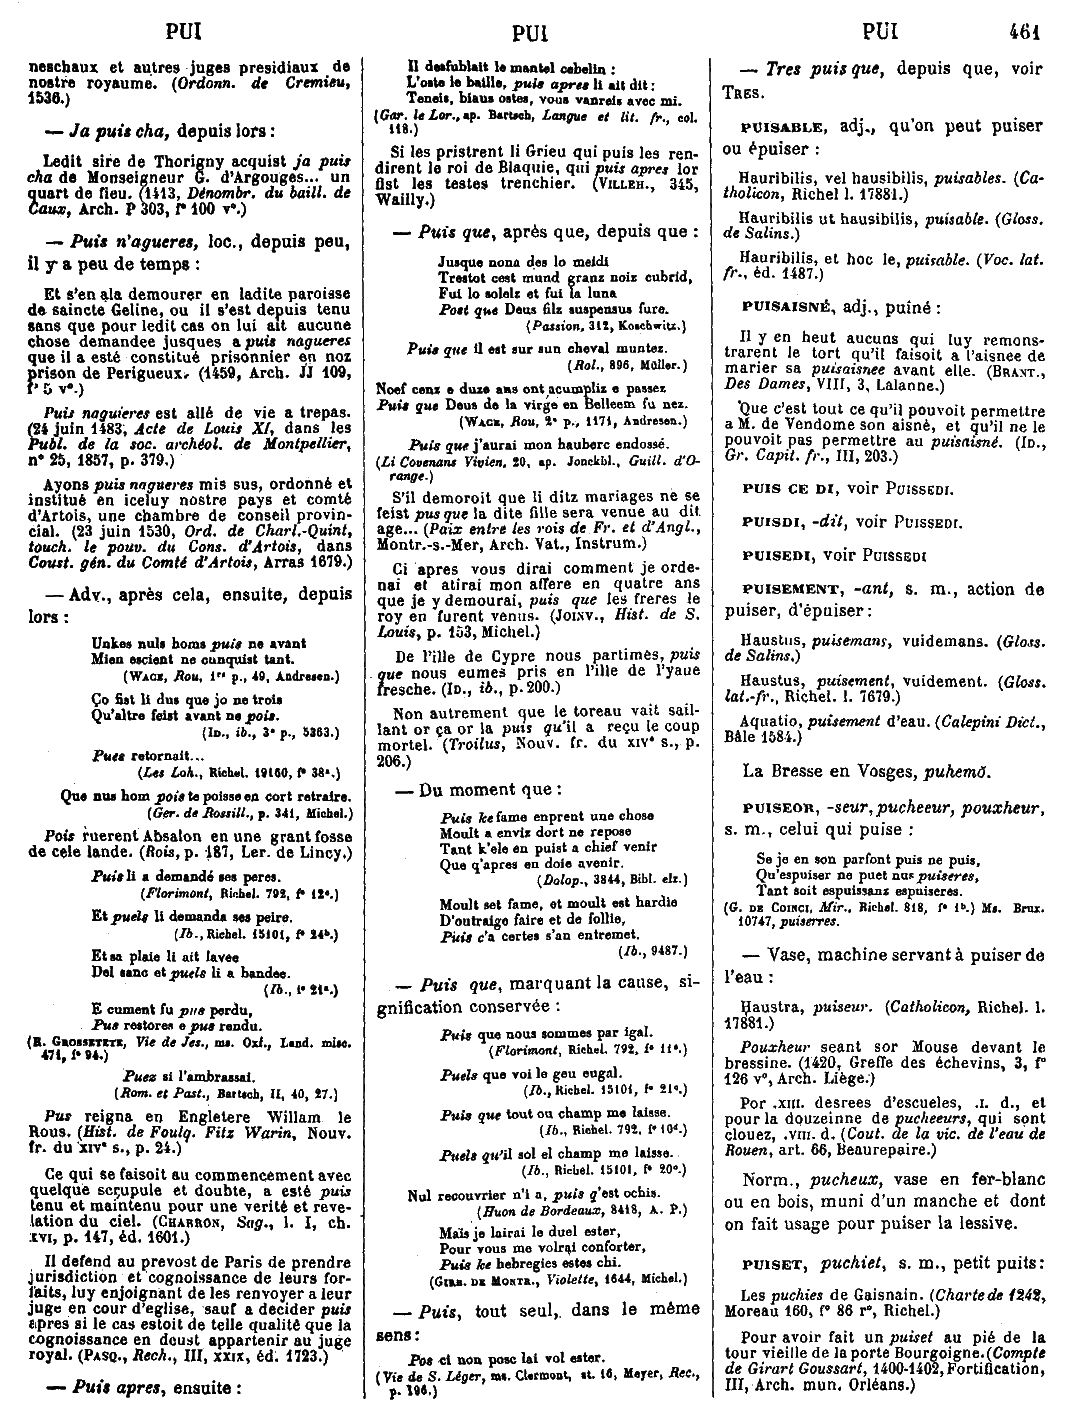 PUI
PUI
PUI 461
neschaux et autres juges presidiaux de
nostre royaume. (Ordonn. de Cremieu,
1536.)
— Ja puis cha, depuis lors :
Ledit sire de Thorigny acquist ja puis
cha de Monseigneur G. d'Argouges... un
quart de fieu. (1413, Dénombr. du baill. de
Caux, Arch. P 303, f° 100 v°.)
— Puis n'agueres, loc., depuis peu,
il y a peu de temps :
Et s'en ala demourer en ladite paroisse
de saincte Geline, ou il s'est depuis tenu
sans que pour ledit cas on lui ait aucune
chose demandee jusques a puis nagueres
que il a esté constitué prisonnier en noz
prison de Perigueux. (1459, Arch. JJ 109,
f° 5 v°.)
Puis naguieres est allé de vie a trepas.
(24 juin 1483, Acte de Louis XI, dans les
Publ. de la soc. archéol. de Montpellier,
n° 25, 1857, p. 379.)
Ayons puis nagueres mis sus, ordonné et
institué en iceluy nostre pays et comté
d'Artois, une chambre de conseil provin-
cial. (23 juin 1530, Ord. de Charl.-Quint,
touch. le pouv. du Cons. d'Artois, dans
Coust. gén. du Comté d'Artois, Arras 1679.)
— Adv., après cela, ensuite, depuis
lors :
Unkes nuls homs puis ne avant
Mien escient ne cunquist tant.
(WACE, Rou, 1re p., 49, Andresen.)
Ço fist li dus que jo ne trois
Qu'altre feist avant ne pois.
(ID., ib., 3e p., 5263.)
Pues retornait...
(Les Loh., Richel. 19160, f° 38a.)
Que nus hom pois te poisse en cort retraire.
(Ger. de Rossill., p. 341, Michel.)
Pois ruerent Absalon en une grant fosse
de cele lande. (Rois, p. 187, Ler. de Lincy.)
Puis li a demandé ses peres.
(Florimont, Richel. 792, f° 12c.)
Et puels li demanda ses peire.
(Ib., Richel. 15101, f° 24b.)
Et sa plaie li ait lavee
Del sanc et puels li a bandee.
(Ib., f° 21a.)
E cument fu pus perdu,
Pus restores e pus rendu.
(R. GROSSETETE, Vie de Jes., ms. Oxf., Laud. misc.
471, f° 94.)
Puez si l'ambrassai.
(Rom. et Past., Bartsch, II, 40, 27.)
Pus reigna en Engletere Willam le
Rous. (Hist. de Foulq. Fitz Warin, Nouv.
fr. du XIVe s., p. 24.)
Ce qui se faisoit au commencement avec
quelque scrupule et doubte, a esté puis
tenu et maintenu pour une verité et reve-
lation du ciel. (CHARRON, Sag., l. I, ch.
XVI, p. 147, éd. 1601.)
Il defend au prevost de Paris de prendre
jurisdiction et cognoissance de leurs for-
faits, luy enjoignant de les renvoyer a leur
juge en cour d'eglise, sauf a decider puis
apres si le cas estoit de telle qualité que la
cognoissance en doust appartenir au juge
royal. (PASQ., Rech., III, XXIX, éd. 1723.)
— Puis apres, ensuite :
Il desfublait le mantel cebelin :
L'oste le baille, puis apres li ait dit :
Teneis, biaus ostes, vous vanreis avec mi.
(Gar. le Lor., ap. Bartsch, Langue et lit. fr., col.
118.)
Si les pristrent li Grieu qui puis les ren-
dirent le roi de Blaquie, qui puis apres lor
fist les testes trenchier. (VILLEH., 345,
Wailly.)
— Puis que, après que, depuis que :
Jusque nona des lo meidi
Trestot cest mund granz noiz cubrid,
Fui lo solelz et fui la luna
Post que Deus filz suspensus fure.
(Passion, 312, Koschwitz.)
Puis que il est sur sun cheval muntez.
(Rol., 896, Müller.)
Noef cenz e duze ans ont acumpliz e passez
Puis que Deus de la virge en Belleem fu nez.
(WACE, Rou, 2e p., 1171, Andresen.)
Puis que j'aurai mon hauberc endossé.
(Li Covenans Vivien, 20, ap. Jonckbl., Guill. d'O-
range.)
S'il demoroit que li ditz mariages ne se
feist pus que la dite fille sera venue au dit
age... (Paix entre les rois de Fr. et d'Angl.,
Montr.-s.-Mer, Arch. Vat., Instrum.)
Ci apres vous dirai comment je orde-
nai et atirai mon affere en quatre ans
que je y demourai, puis que les freres le
roy en furent venus. (JOINV., Hist. de S.
Louis, p. 153, Michel.)
De l'ille de Cypre nous partimes, puis
que nous eumes pris en l'ille de l'yaue
fresche. (ID., ib., p. 200.)
Non autrement que le toreau vait sail-
lant or ça or la puis qu'il a reçu le coup
mortel. (Troilus, Nouv. fr. du XIVe s., p.
206.)
— Du moment que :
Puis ke fame enprent une chose
Moult a enviz dort ne repose
Tant k'ele en puist a chief venir
Que q'apres en doie avenir.
(Dolop., 3844, Bibl. elz.)
Moult set fame, et moult est hardie
D'outraige faire et de follie,
Puis c'a certes s'an entremet.
(Ib., 9487.)
— Puis que, marquant la cause, si-
gnification conservée :
Puis que nous sommes par igal.
(Florimont, Richel. 792, f° 11c.)
Puels que voi le geu eugal.
(Ib., Richel. 15101, f° 21c.)
Puis que tout ou champ me laisse.
(Ib., Richel. 792, f° 10d.)
Puels qu'il sol el champ me laisse.
(Ib., Richel. 15101, f° 20c.)
Nul recouvrier n'i a, puis q'est ochis.
(Huon de Bordeaux, 8418, A. P.)
Maïs je lairai le duel ester,
Pour vous me volrai conforter,
Puis ke hebregies estes chi.
(GIRB. DE MONTR., Violette, 1644, Michel.)
— Puis, tout seul, dans le même
sens :
Pos ci non posc lai vol ester.
(Vie de S. Léger, ms. Clermont, st. 16, Meyer, Rec.,
p. 196.)
— Tres puis que, depuis que, voir
TRES.
PUISABLE, adj., qu'on peut puiser
ou épuiser :
Hauribilis, vel hausibilis, puisables. (Ca-
tholicon, Richel l. 17881.)
Hauribilis ut hausibilis, puisable. (Gloss.
de Salins.)
Hauribilis, et hoc le, puisable. (Voc. lat.
fr., éd. 1487.)
PUISAISNÉ, adj., puîné :
Il y en heut aucuns qui luy remons-
trarent le tort qu'il faisoit a l'aisnee de
marier sa puisaisnee avant elle. (BRANT.,
Des Dames, VIII, 3, Lalanne.)
Que c'est tout ce qu'il pouvoit permettre
a M. de Vendome son aisné, et qu'il ne le
pouvoit pas permettre au puisaisné. (ID.,
Gr. Capit. fr., III, 203.)
PUIS CE DI, voir PUISSEDI.
PUISDI, -dit, voir PUISSEDI.
PUISEDI, voir PUISSEDI
PUISEMENT, -ant, s. m., action de
puiser, d'épuiser :
Haustus, puisemans, vuidemans. (Gloss.
de Salins.)
Haustus, puisement, vuidement. (Gloss.
lat.-fr., Richel. l. 7679.)
Aquatio, puisement d'eau. (Calepini Dict.,
Bâle 1584.)
La Bresse en Vosges, puhemō.
PUISEOR, -seur, pucheeur, pouxheur,
s. m., celui qui puise :
Se je en son parfont puis ne puis,
Qu'espuiser ne puet nus puiseres,
Tant soit espuissanz espuiseres.
(G. DE COINCI, Mir., Richel. 818, f° 1b.) Ms. Brux.
10747, puiserres.
— Vase, machine servant à puiser de
l'eau :
Haustra, puiseur. (Catholicon, Richel. l.
17881.)
Pouxheur seant sor Mouse devant le
bressine. (1420, Greffe des échevins, 3, f°
126 v°, Arch. Liège.)
Por .XIII. desrees d'escueles, .I. d., et
pour la douzeinne de pucheeurs, qui sont
clouez, .VIII. d. (Cout. de la vic. de l'eau de
Rouen, art. 66, Beaurepaire.)
Norm., pucheux, vase en fer-blanc
ou en bois, muni d'un manche et dont
on fait usage pour puiser la lessive.
PUISET, puchiet, s. m., petit puits :
Les puchies de Gaisnain. (Charte de 1242,
Moreau 160, f° 86 r°, Richel.)
Pour avoir fait un puiset au pié de la
tour vieille de la porte Bourgoigne. (Compte
de Girart Goussart, 1400-1402, Fortification,
III, Arch. mun. Orléans.)